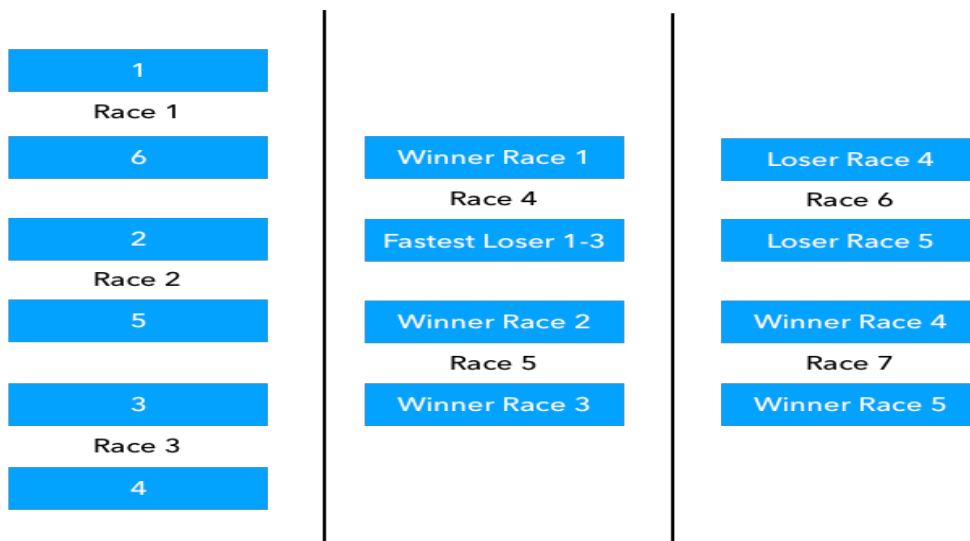 1
Race 1
6
2
Race 2
5
3
Race 3
4
Winner Race 1
Race 4
Fastest Loser 1-3
Winner Race 2
Race 5
Winner Race 3
Loser Race 4
Race 6
Loser Race 5
Winner Race 4
Race 7
Winner Race 5